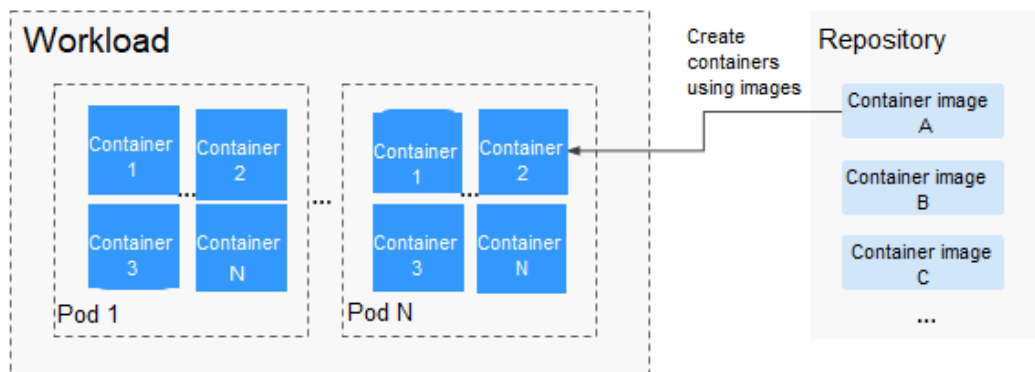 Workload
Container
1
Container
2
...
Container
3
Container
N
Pod 1
...
Container
1
Container
2
...
Container
3
Container
N
Pod N
Create
containers
using images
Repository
Container image
A
Container image
B
Container image
C
...